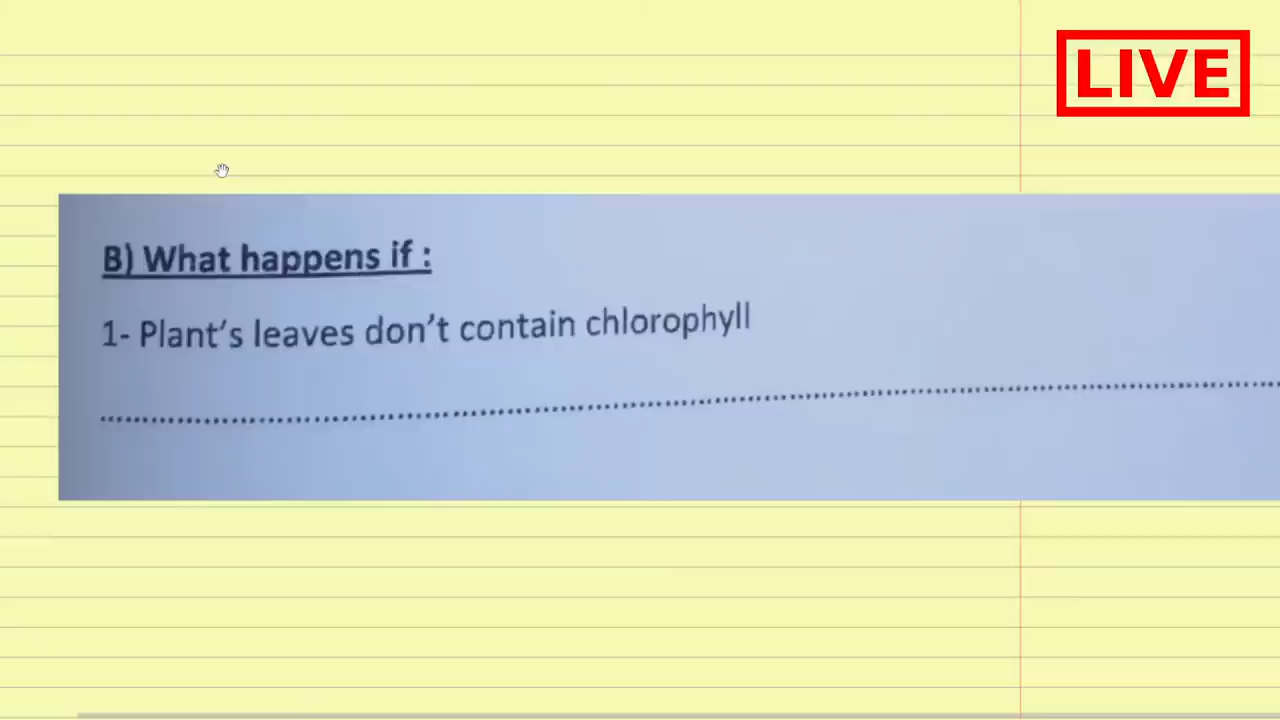 LIVE
B) What happens if :
1- Plant's leaves don't contain chlorophyll